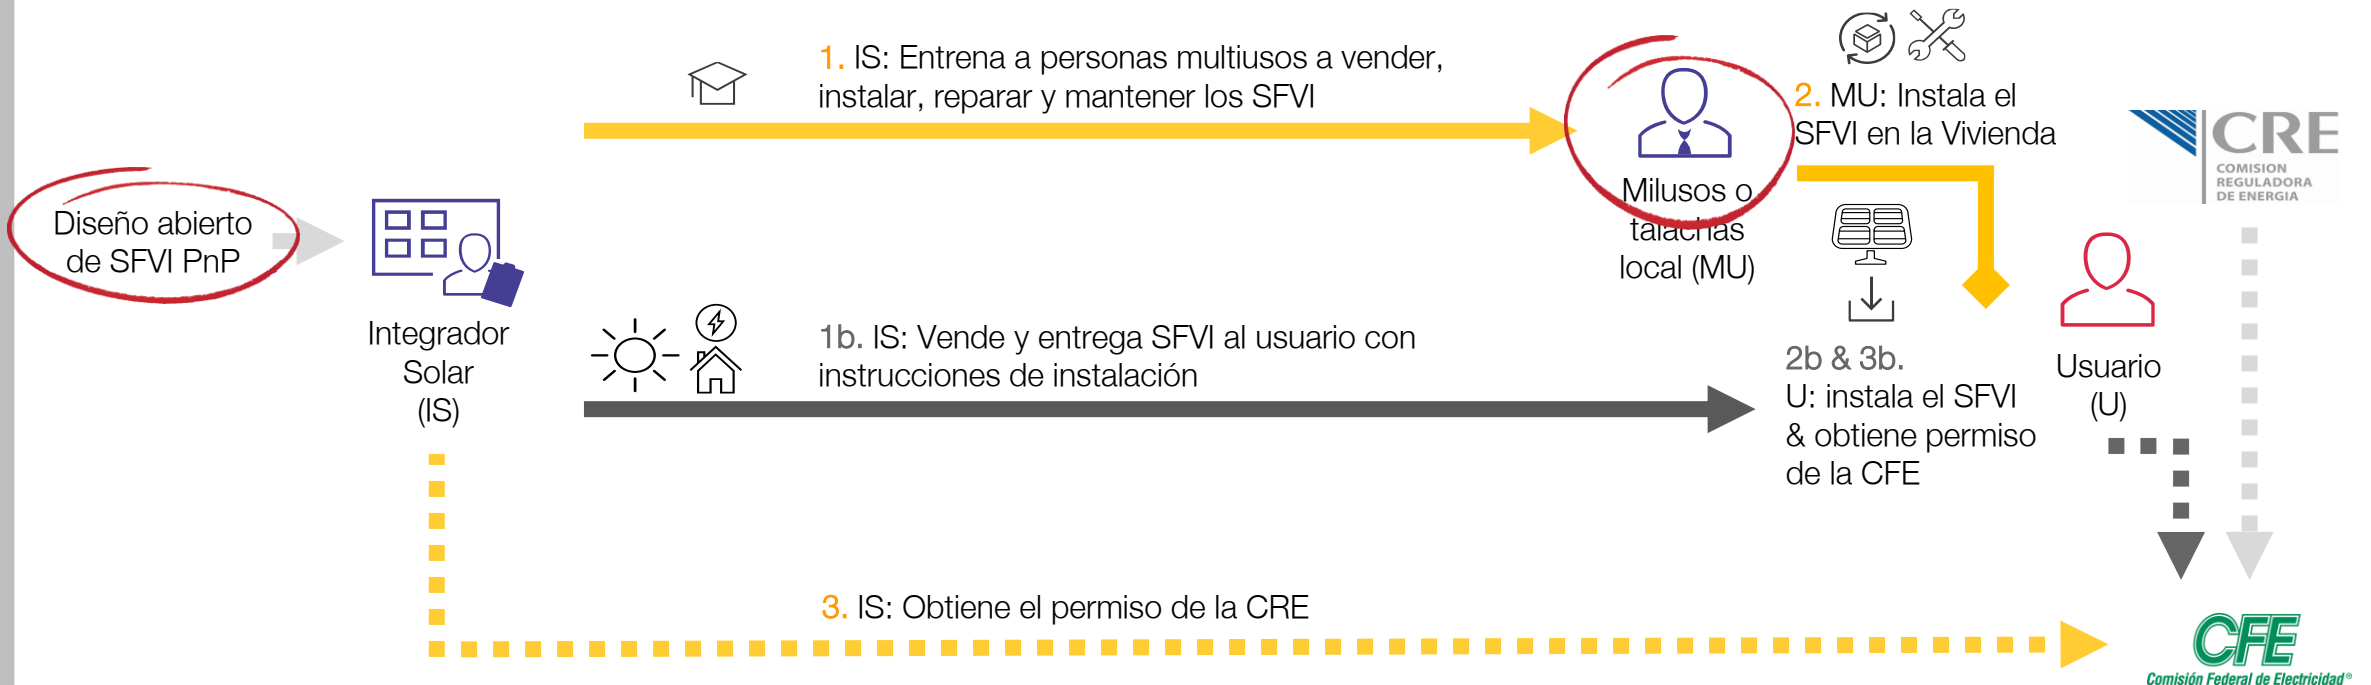 1. IS: Entrena a personas multiusos a vender,
instalar, reparar y mantener los SFVI
2. MU: Instala el
SFVI en la Vivienda
CRE
COMISION
REGULADORA
DE ENERGIA
Diseño abierto
de SFVI PnP
Milusos o
talachas
local (MU)
Integrador
Solar
(IS)
1b. IS: Vende y entrega SFVI al usuario con
instrucciones de instalación
2b & 3b.
U: instala el SFVI
& obtiene permiso
de la CFE
Usuario
(U)
3. IS: Obtiene el permiso de la CRE
CFE
Comisión Federal de Electricidad®